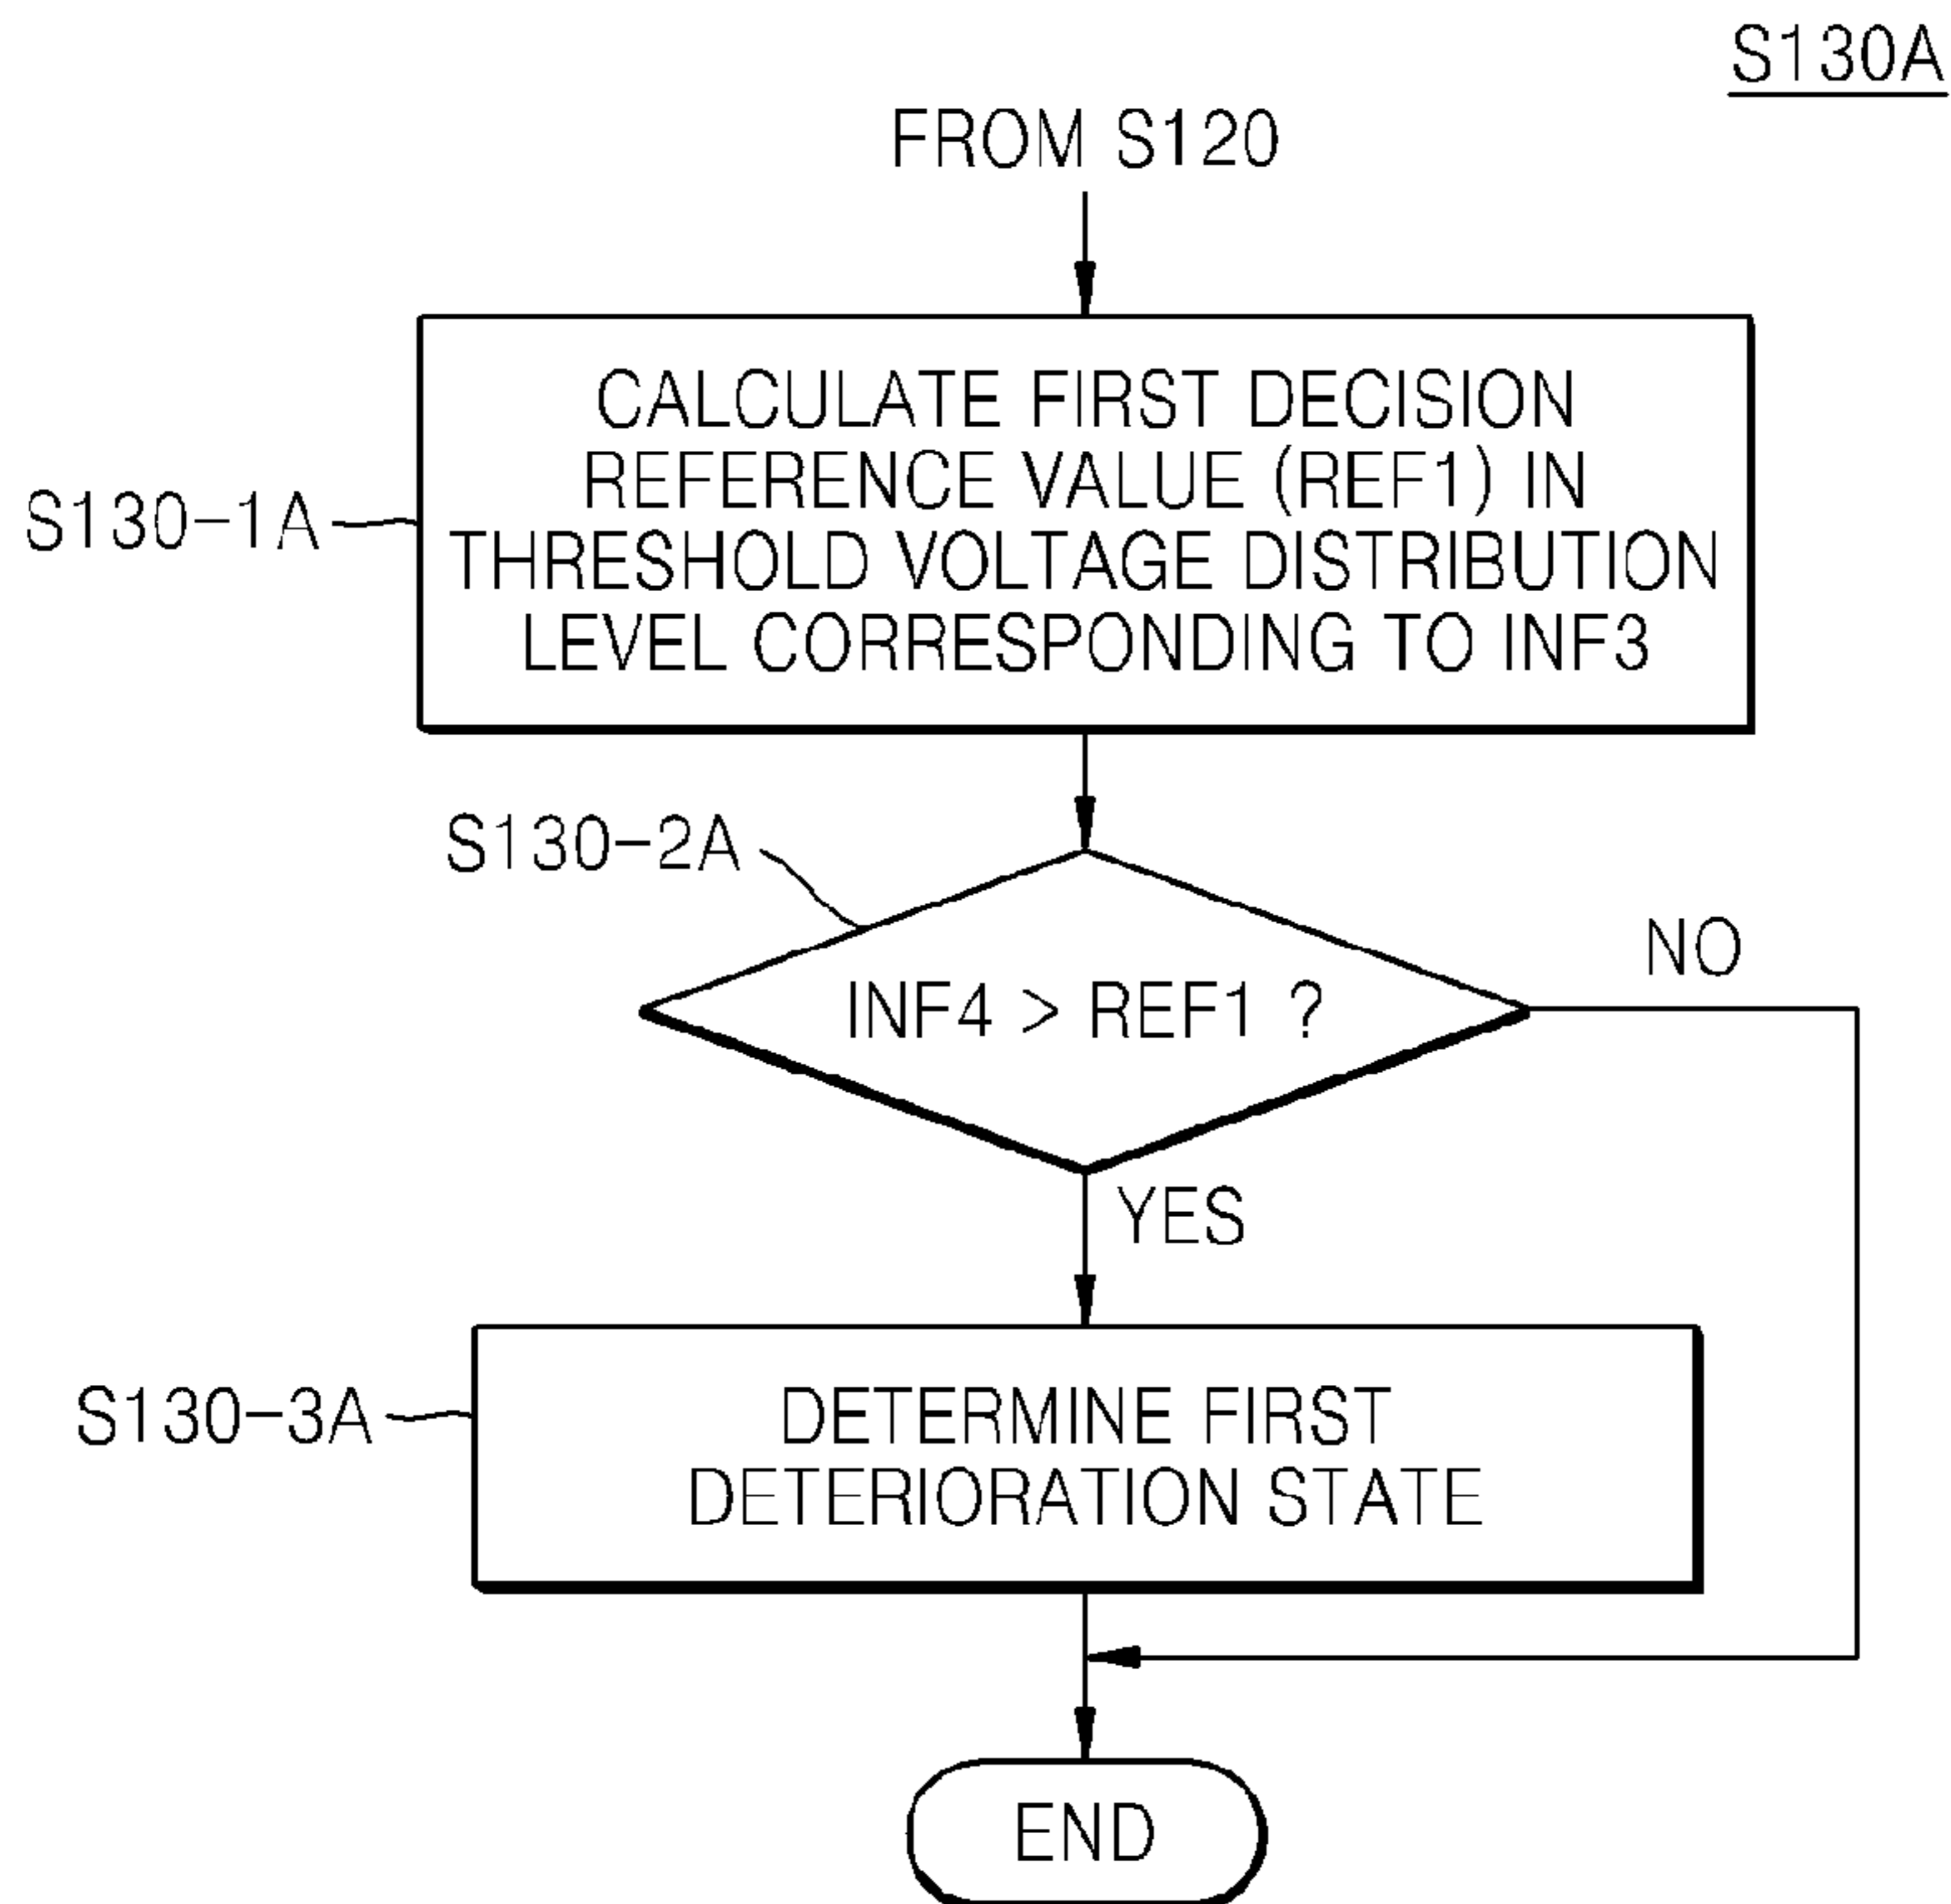 S130A
FROM S120
CALCULATE FIRST DECISION
REFERENCE VALUE (REF1) IN
THRESHOLD VOLTAGE DISTRIBUTION
LEVEL CORRESPONDING TO INF3
S130-1A
S130-2A
INF4 > REF1 ?
NO
YES
S130-3A
DETERMINE FIRST
DETERIORATION STATE
END